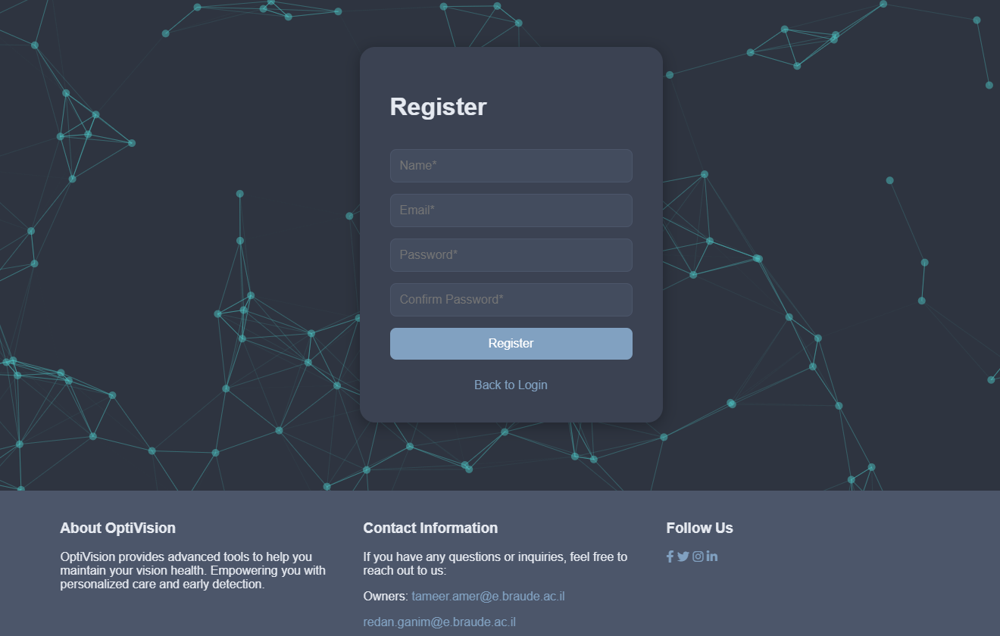 Register
Name*
Email*
Password*
Confirm Password*
Register
Back to Login
About OptiVision
OptiVision provides advanced tools to help you
maintain your vision health. Empowering you with
personalized care and early detection.
Contact Information
If you have any questions or inquiries, feel free to
reach out to us:
Owners: tameer.amer@e.braude.ac.il
redan.ganim@e.braude.ac.il
Follow Us